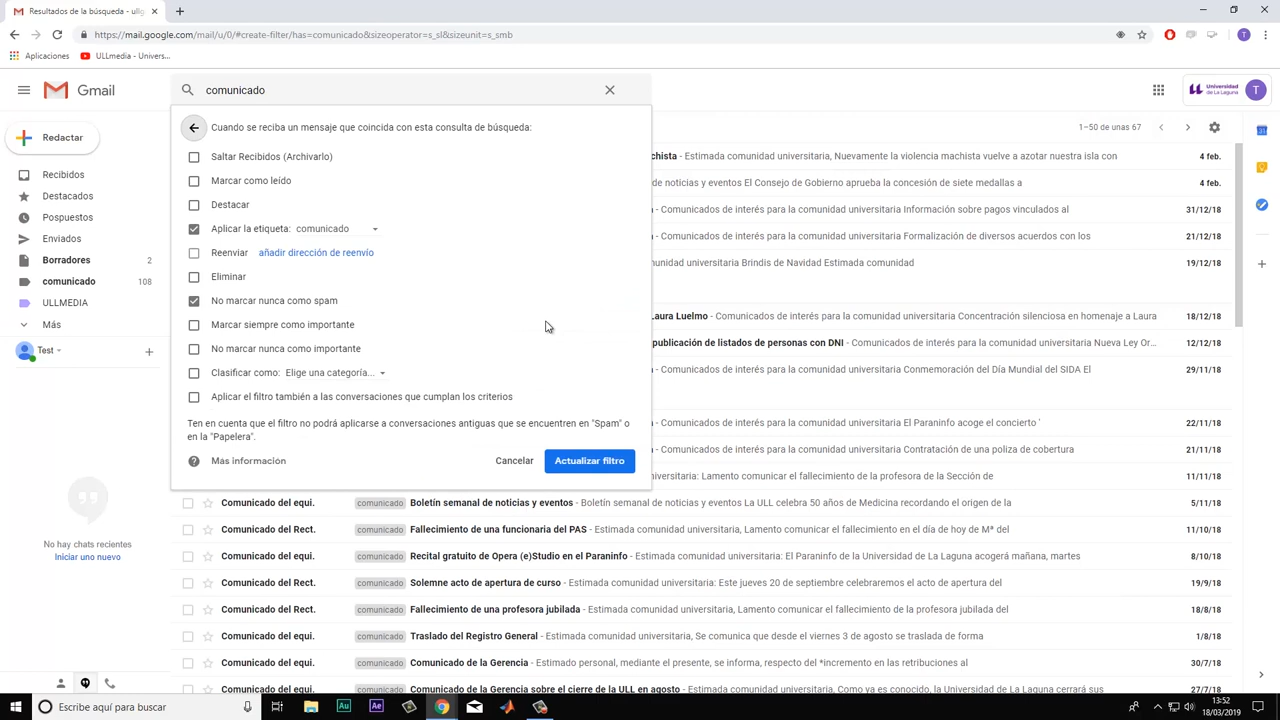 Resultados de la búsqueda - ullg
https://mail.google.com/mail/u/0/#create-filter/has=comunicado&sizeoperator=s_sl&sizeunit=s_smb
T
Aplicaciones
ULLmedia - Univers...
Gmail
comunicado
Universidad
de La Laguna
T
Redactar
Cuando se reciba un mensaje que coincida con esta consulta de búsqueda:
1–50 de unas 67
Saltar Recibidos (Archivarlo)
chista - Estimada comunidad universitaria, Nuevamente la violencia machista vuelve a azotar nuestra isla con
4 feb.
Recibidos
Marcar como leído
de noticias y eventos El Consejo de Gobierno aprueba la concesión de siete medallas a
4 feb.
Destacados
Destacar
- Comunicados de interés para la comunidad universitaria Información sobre pagos vinculados al
31/12/18
Pospuestos
Aplicar la etiqueta: comunicado
- Comunicados de interés para la comunidad universitaria Formalización de diversos acuerdos con los
21/12/18
Enviados
Reenviar añadir dirección de reenvío
unidad universitaria Brindis de Navidad Estimada comunidad
19/12/18
Borradores 2
Eliminar
comunicado 108
No marcar nunca como spam
ULLMEDIA
Laura Luelmo - Comunicados de interés para la comunidad universitaria Concentración silenciosa en homenaje a Laura
18/12/18
Más
Marcar siempre como importante
publicación de listados de personas con DNI - Comunicados de interés para la comunidad universitaria Nueva Ley Or...
12/12/18
Test
No marcar nunca como importante
- Comunicados de interés para la comunidad universitaria Conmemoración del Día Mundial del SIDA El
29/11/18
Clasificar como: Elige una categoría...
Aplicar el filtro también a las conversaciones que cumplan los criterios
- Comunicados de interés para la comunidad universitaria El Paraninfo acoge el concierto '
22/11/18
Ten en cuenta que el filtro no podrá aplicarse a conversaciones antiguas que se encuentren en "Spam" o
en la "Papelera".
- Comunicados de interés para la comunidad universitaria Contratación de una póliza de cobertura
21/11/18
Más información
Cancelar
Actualizar filtro
: Lamento comunicar el fallecimiento de la profesora de la Sección de
11/11/18
Comunicado del equi. comunicado Boletín semanal de noticias y eventos - Boletín semanal de noticias y eventos La ULL celebra 50 años de Medicina recordando el origen de la 5/11/18
Comunicado del Rect. comunicado Fallecimiento de una funcionaria del PAS - Estimada comunidad universitaria, Lamento comunicar el fallecimiento en el día de hoy de Mª del 11/10/18
No hay chats recientes
Iniciar uno nuevo
Comunicado del equi. comunicado Recital gratuito de Opera (e)Studio en el Paraninfo - Estimada comunidad universitaria: El Paraninfo de la Universidad de La Laguna acogerá mañana, martes 8/10/18
Comunicado del Rect. comunicado Solemne acto de apertura de curso - Estimada comunidad universitaria: Este jueves 20 de septiembre celebraremos el acto de apertura del 19/9/18
Comunicado del Rect. comunicado Fallecimiento de una profesora jubilada - Estimada comunidad universitaria, Lamento comunicar el fallecimiento de la profesora jubilada del 18/8/18
Comunicado del equi. comunicado Traslado del Registro General - Estimada comunidad universitaria, Se comunica que desde el viernes 3 de agosto se traslada de forma 1/8/18
Comunicado del equi. comunicado Comunicado de la Gerencia - Estimado personal, mediante el presente, se informa, respecto del *incremento en las retribuciones al 30/7/18
Comunicado del equi. comunicado Comunicado de la Gerencia sobre el cierre de la ULL en agosto - Como ya es conocido, la Universidad de La Laguna cerrará sus 27/7/18
Escribe aquí para buscar
Au
Ae
13:52
18/03/2019